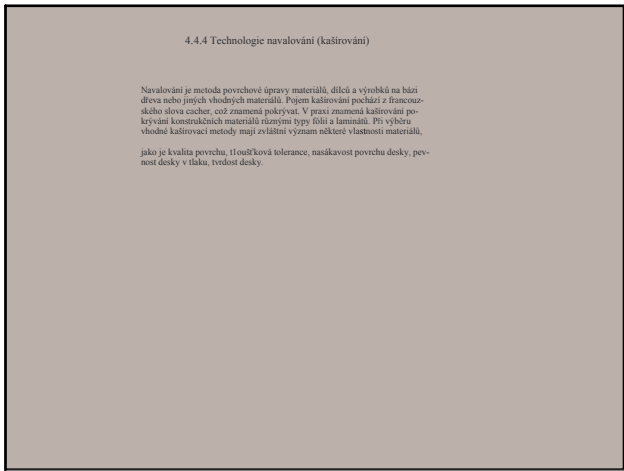 4.4.4 Technologie navalování (kašírování)
Navalování je metoda povrchové úpravy materiálů, dílců a výrobků na bázi
dřeva nebo jiných vhodných materiálů. Pojem kašírování pochází z francouz-
ského slova cacher, což znamená pokrývat. V praxi znamená kašírování po-
krývání konstrukčních materiálů různými typy fólií a laminátů. Při výběru
vhodné kašírovací metody mají zvláštní význam některé vlastnosti materiálů,
jako je kvalita povrchu, tloušťková tolerance, nasákavost povrchu desky, pev-
nost desky v tlaku, tvrdost desky.